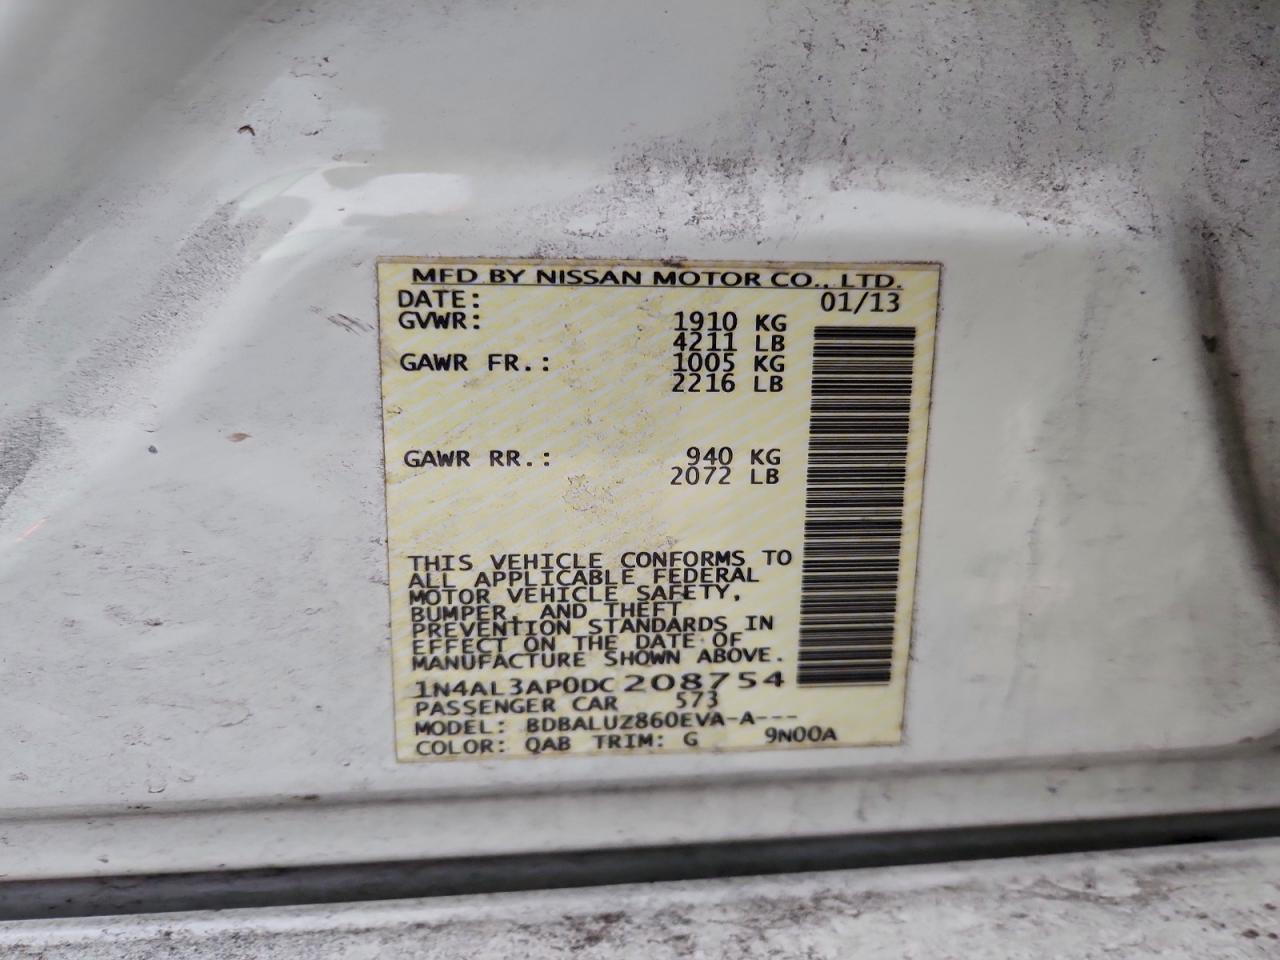 MFD BY NISSAN MOTOR CO., LTD.
DATE: 01/13
GVWR: 1910 KG
4211 LB
GAWR FR.: 1005 KG
2216 LB
GAWR RR.: 940 KG
2072 LB
THIS VEHICLE CONFORMS TO
ALL APPLICABLE FEDERAL
MOTOR VEHICLE SAFETY,
BUMPER, AND THEFT
PREVENTION STANDARDS IN
EFFECT ON THE DATE OF
MANUFACTURE SHOWN ABOVE.
1N4AL3AP0DC208754
PASSENGER CAR 573
MODEL: BDBALUZ860EVA-A---
COLOR: QAB TRIM: G 9N00A